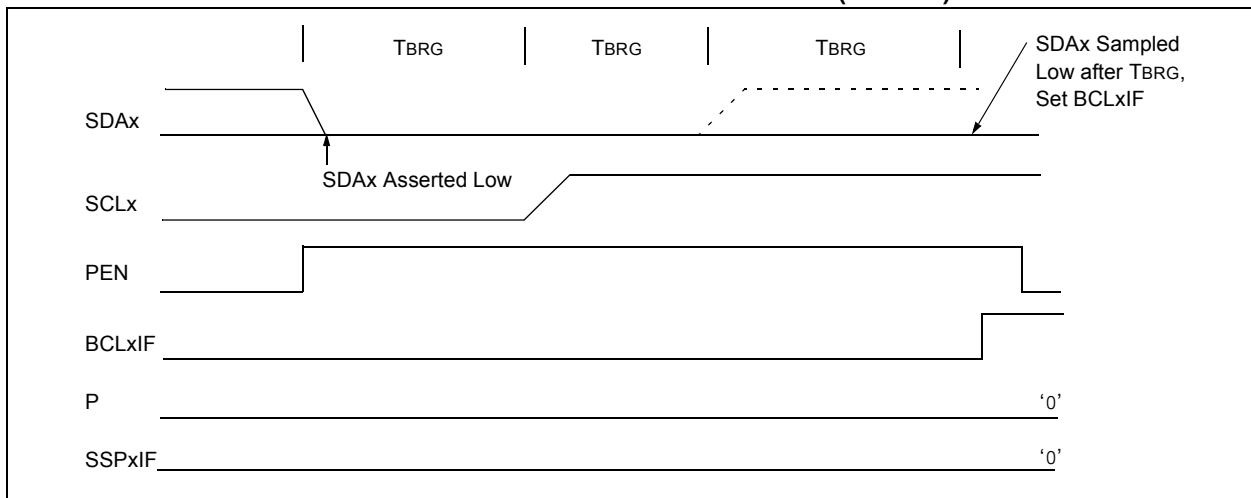 TBRG TBRG TBRG
SDAx Sampled
Low after TBRG,
Set BCLxIF
SDAx
SDAx Asserted Low
SCLx
PEN
BCLxIF
P ‘0’
SSPxIF ‘0’